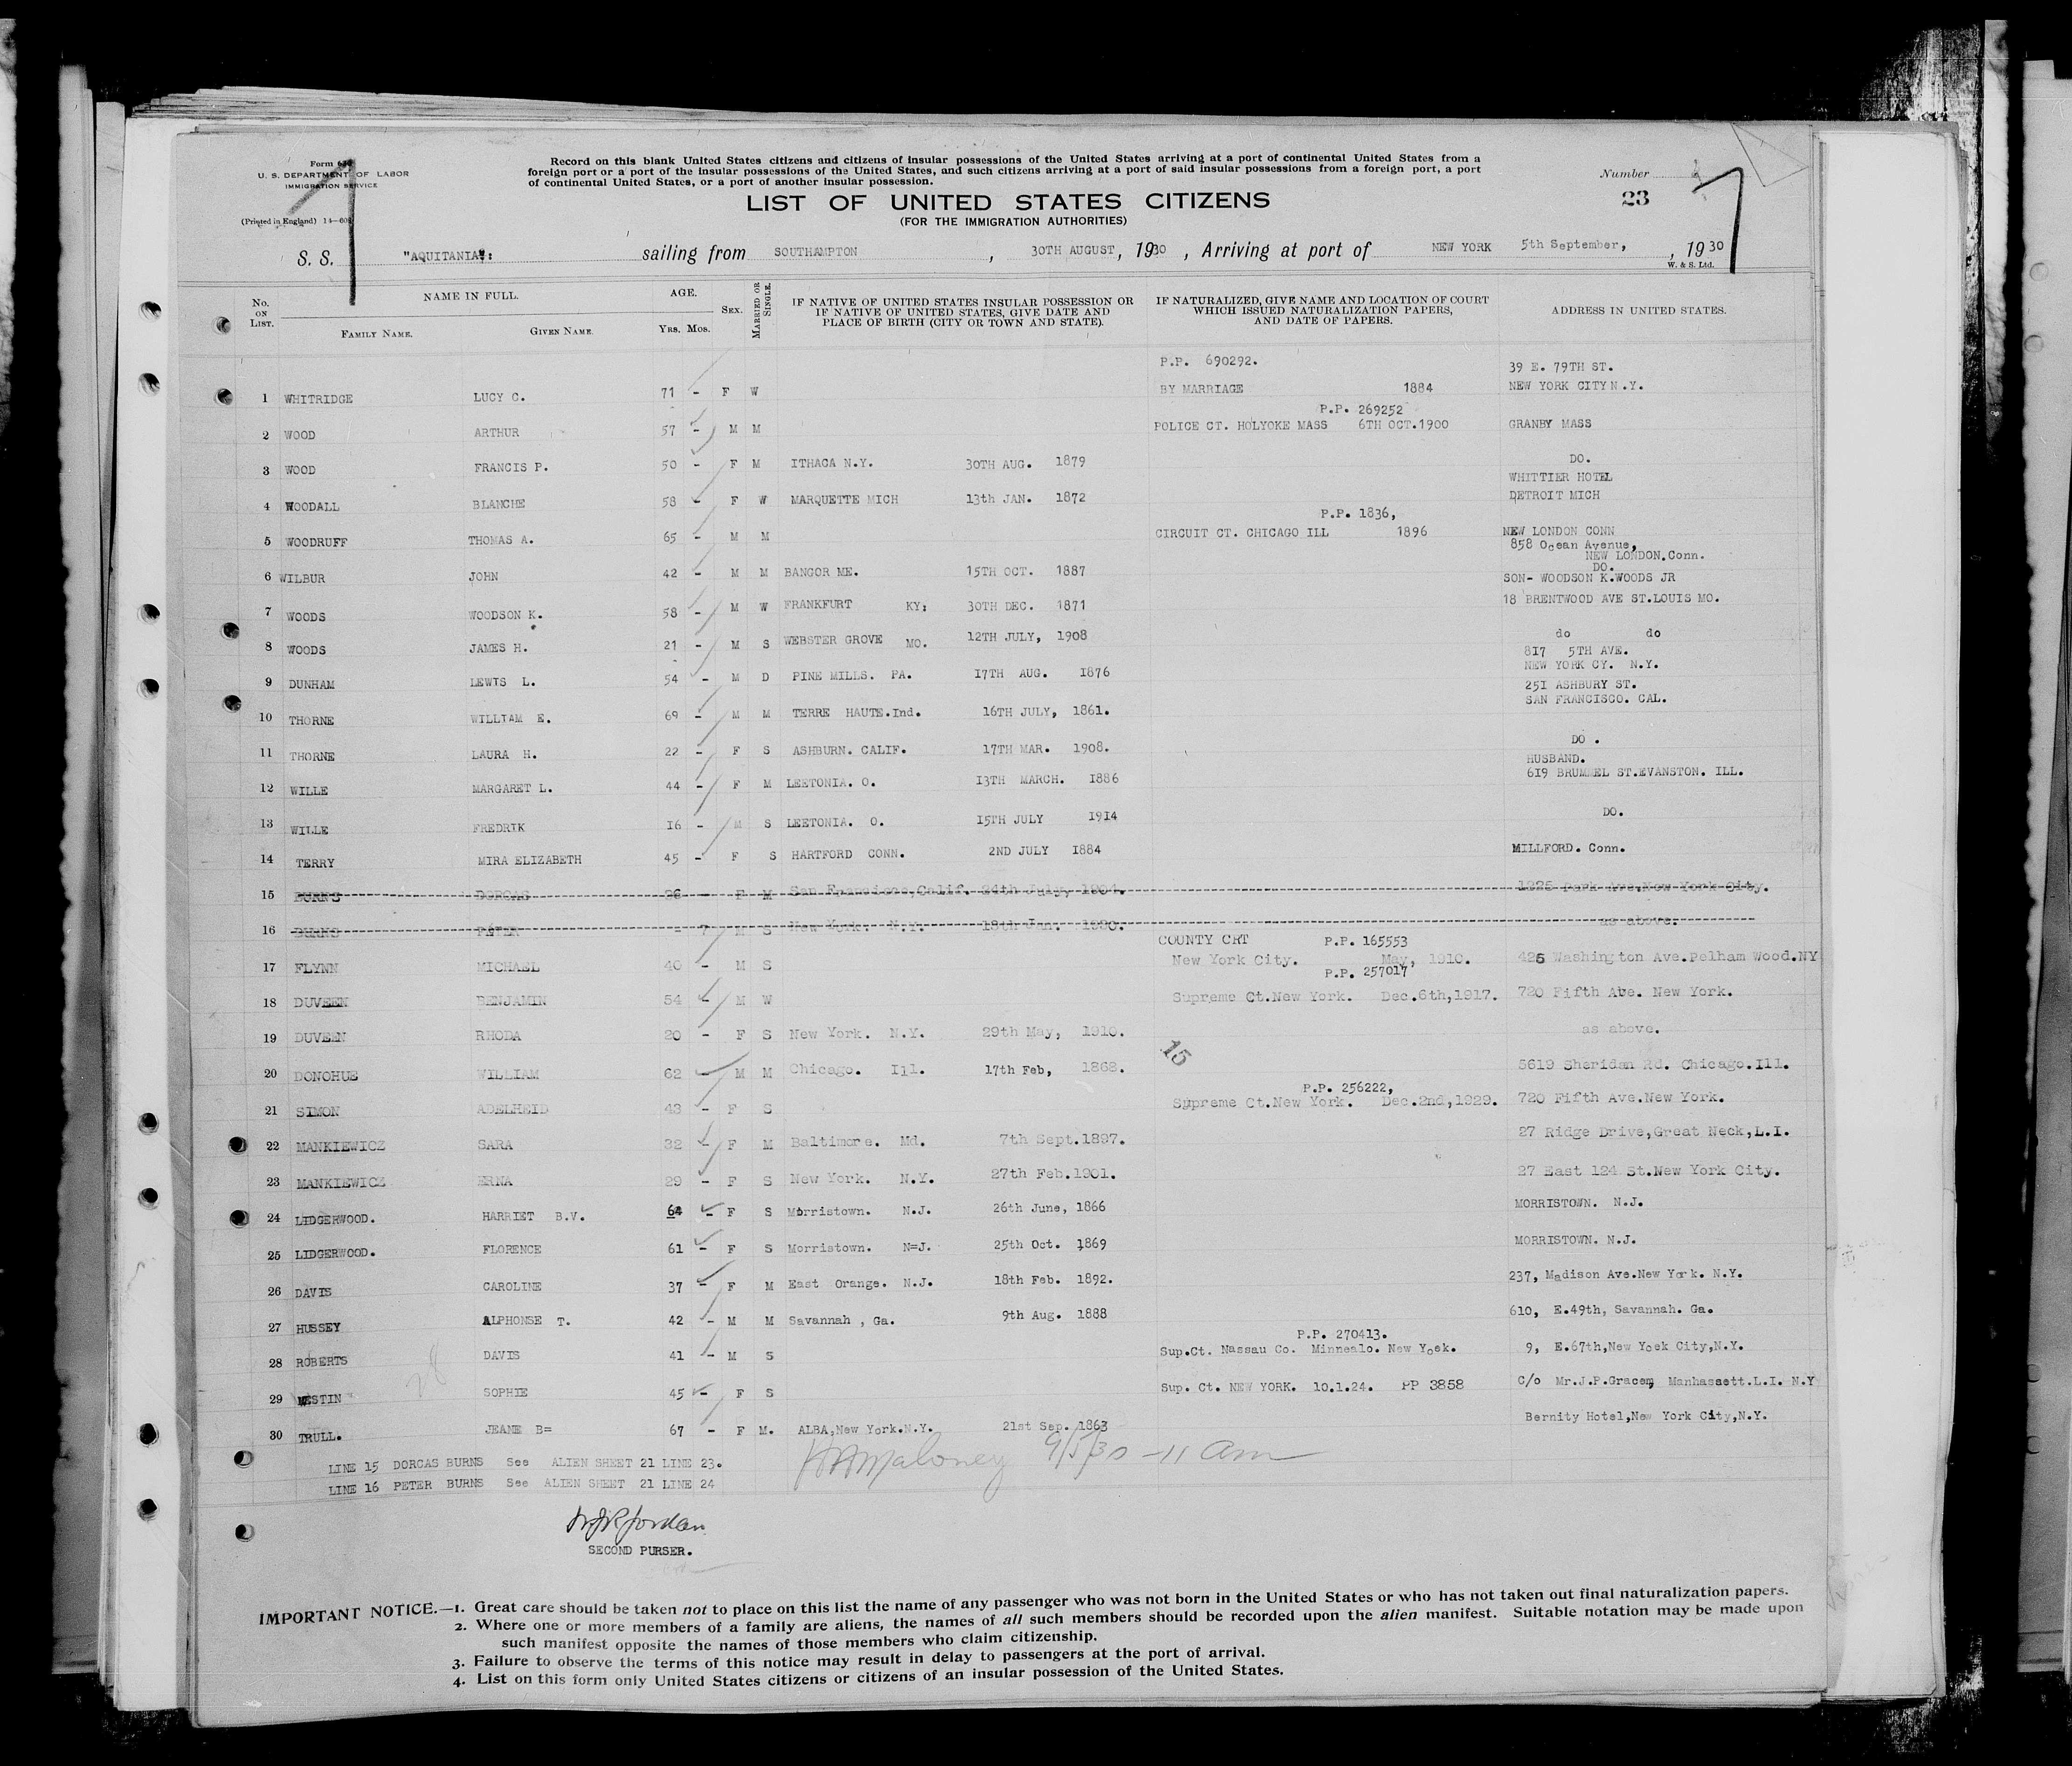 Form 630
U. S. DEPARTMENT OF LABOR
IMMIGRATION SERVICE
(Printed in England) 14—60
Record on this blank United States citizens and citizens of insular possessions of the United States arriving at a port of continental United States from a
foreign port or a port of the insular possessions of the United States, and such citizens arriving at a port of said insular possessions from a foreign port, a port
of continental United States, or a port of another insular possession.
Number
23
LIST OF UNITED STATES CITIZENS
(FOR THE IMMIGRATION AUTHORITIES)
S. S. "AQUITANIA": sailing from SOUTHAMPTON, 30TH AUGUST, 1930, Arriving at port of NEW YORK 5th September, 1930
W. & S. Ltd.
No. ON LIST. NAME IN FULL. FAMILY NAME. GIVEN NAME. AGE. YRS. MOS. SEX. MARRIED OR SINGLE. IF NATIVE OF UNITED STATES INSULAR POSSESSION OR IF NATIVE OF UNITED STATES, GIVE DATE AND PLACE OF BIRTH (CITY OR TOWN AND STATE). IF NATURALIZED, GIVE NAME AND LOCATION OF COURT WHICH ISSUED NATURALIZATION PAPERS, AND DATE OF PAPERS. ADDRESS IN UNITED STATES.
P.P. 690292. 39 E. 79TH ST.
1 WHITRIDGE LUCY C. 71 - F W BY MARRIAGE 1884 NEW YORK CITY N.Y.
P.P. 269252
2 WOOD ARTHUR 57 - M M POLICE CT. HOLYOKE MASS 6TH OCT.1900 GRANBY MASS
3 WOOD FRANCIS P. 50 - F M ITHACA N.Y. 30TH AUG. 1879 DO.
WHITTIER HOTEL
4 WOODALL BLANCHE 58 - F W MARQUETTE MICH 13th JAN. 1872 DETROIT MICH
P.P. 1836,
5 WOODRUFF THOMAS A. 65 - M M CIRCUIT CT. CHICAGO ILL 1896 NEW LONDON CONN
858 Ocean Avenue,
NEW LONDON.Conn.
6 WILBUR JOHN 42 - M M BANGOR ME. 15TH OCT. 1887 DO.
SON- WOODSON K.WOODS JR
7 WOODS WOODSON K. 58 - M W FRANKFURT KY; 30TH DEC. 1871 18 BRENTWOOD AVE ST.LOUIS MO.
8 WOODS JAMES H. 21 - M S WEBSTER GROVE MO. 12TH JULY, 1908 do do
817 5TH AVE.
NEW YORK CY. N.Y.
9 DUNHAM LEWIS L. 54 - M D PINE MILLS. PA. 17TH AUG. 1876
251 ASHBURY ST.
SAN FRANCISCO. CAL.
10 THORNE WILLIAM E. 69 - M M TERRE HAUTE.Ind. 16TH JULY, 1861.
11 THORNE LAURA H. 22 - F S ASHBURN. CALIF. 17TH MAR. 1908. DO.
HUSBAND.
12 WILLE MARGARET L. 44 - F M LEETONIA. O. 13TH MARCH. 1886 619 BRUMMEL ST.EVANSTON. ILL.
13 WILLE FREDRIK 16 - M S LEETONIA. O. 15TH JULY 1914 DO.
14 TERRY MIRA ELIZABETH 45 - F S HARTFORD CONN. 2ND JULY 1884 MILLFORD. Conn.
15 BURNS DORCAS 26 - F M San Francisco,Calif. 24th July, 1904. 1225 Park Ave.New York City.
16 BURNS PETER - 7 M S New York. N.Y. 18th Jan. 1930. as above.
COUNTY CRT P.P. 165553
17 FLYNN MICHAEL 40 - M S New York City. May, 1910. 425 Washington Ave.Pelham Wood.NY
P.P. 257017
18 DUVEEN BENJAMIN 54 - M W Supreme Ct.New York. Dec.6th,1917. 720 Fifth Ave. New York.
19 DUVEEN RHODA 20 - F S New York. N.Y. 29th May, 1910. as above.
15
20 DONOHUE WILLIAM 62 - M M Chicago. Ill. 17th Feb, 1868. 5619 Sheridan Rd. Chicago.Ill.
P.P. 256222,
21 SIMON ADELHEID 43 - F S Supreme Ct.New York. Dec.2nd,1929. 720 Fifth Ave.New York.
22 MANKIEWICZ SARA 32 - F M Baltimore. Md. 7th Sept.1897. 27 Ridge Drive,Great Neck,L.I.
23 MANKIEWICZ ERNA 29 - F S New York. N.Y. 27th Feb.1901. 27 East 124 St.New York City.
24 LIDGERWOOD. HARRIET B.V. 64 - F S Morristown. N.J. 26th June, 1866 MORRISTOWN. N.J.
25 LIDGERWOOD. FLORENCE 61 - F S Morristown. N=J. 25th Oct. 1869 MORRISTOWN. N.J.
26 DAVIS CAROLINE 37 - F M East Orange. N.J. 18th Feb. 1892. 237, Madison Ave.New York. N.Y.
27 HUSSEY ALPHONSE T. 42 - M M Savannah , Ga. 9th Aug. 1888 610, E.49th, Savannah. Ga.
P.P. 270413.
28 ROBERTS DAVIS 41 - M S Sup.Ct. Nassau Co. Minnealo. New Yoek. 9, E.67th,New Yoek City,N.Y.
28
29 WESTIN SOPHIE 45 - F S Sup. Ct. NEW YORK. 10.1.24. PP 3858 C/o Mr.J.P.Gracem, Manhassett.L.I. N.Y
30 TRULL. JEANE B= 67 - F M. ALBA,New York.N.Y. 21st Sep. 1863 Bernity Hotel,New York City,N.Y.
Maloney 9/5/30 - 11 am
LINE 15 DORCAS BURNS See ALIEN SHEET 21 LINE 23.
LINE 16 PETER BURNS See ALIEN SHEET 21 LINE 24
Jordan
SECOND PURSER.
IMPORTANT NOTICE.—1. Great care should be taken not to place on this list the name of any passenger who was not born in the United States or who has not taken out final naturalization papers.
2. Where one or more members of a family are aliens, the names of all such members should be recorded upon the alien manifest. Suitable notation may be made upon
such manifest opposite the names of those members who claim citizenship.
3. Failure to observe the terms of this notice may result in delay to passengers at the port of arrival.
4. List on this form only United States citizens or citizens of an insular possession of the United States.